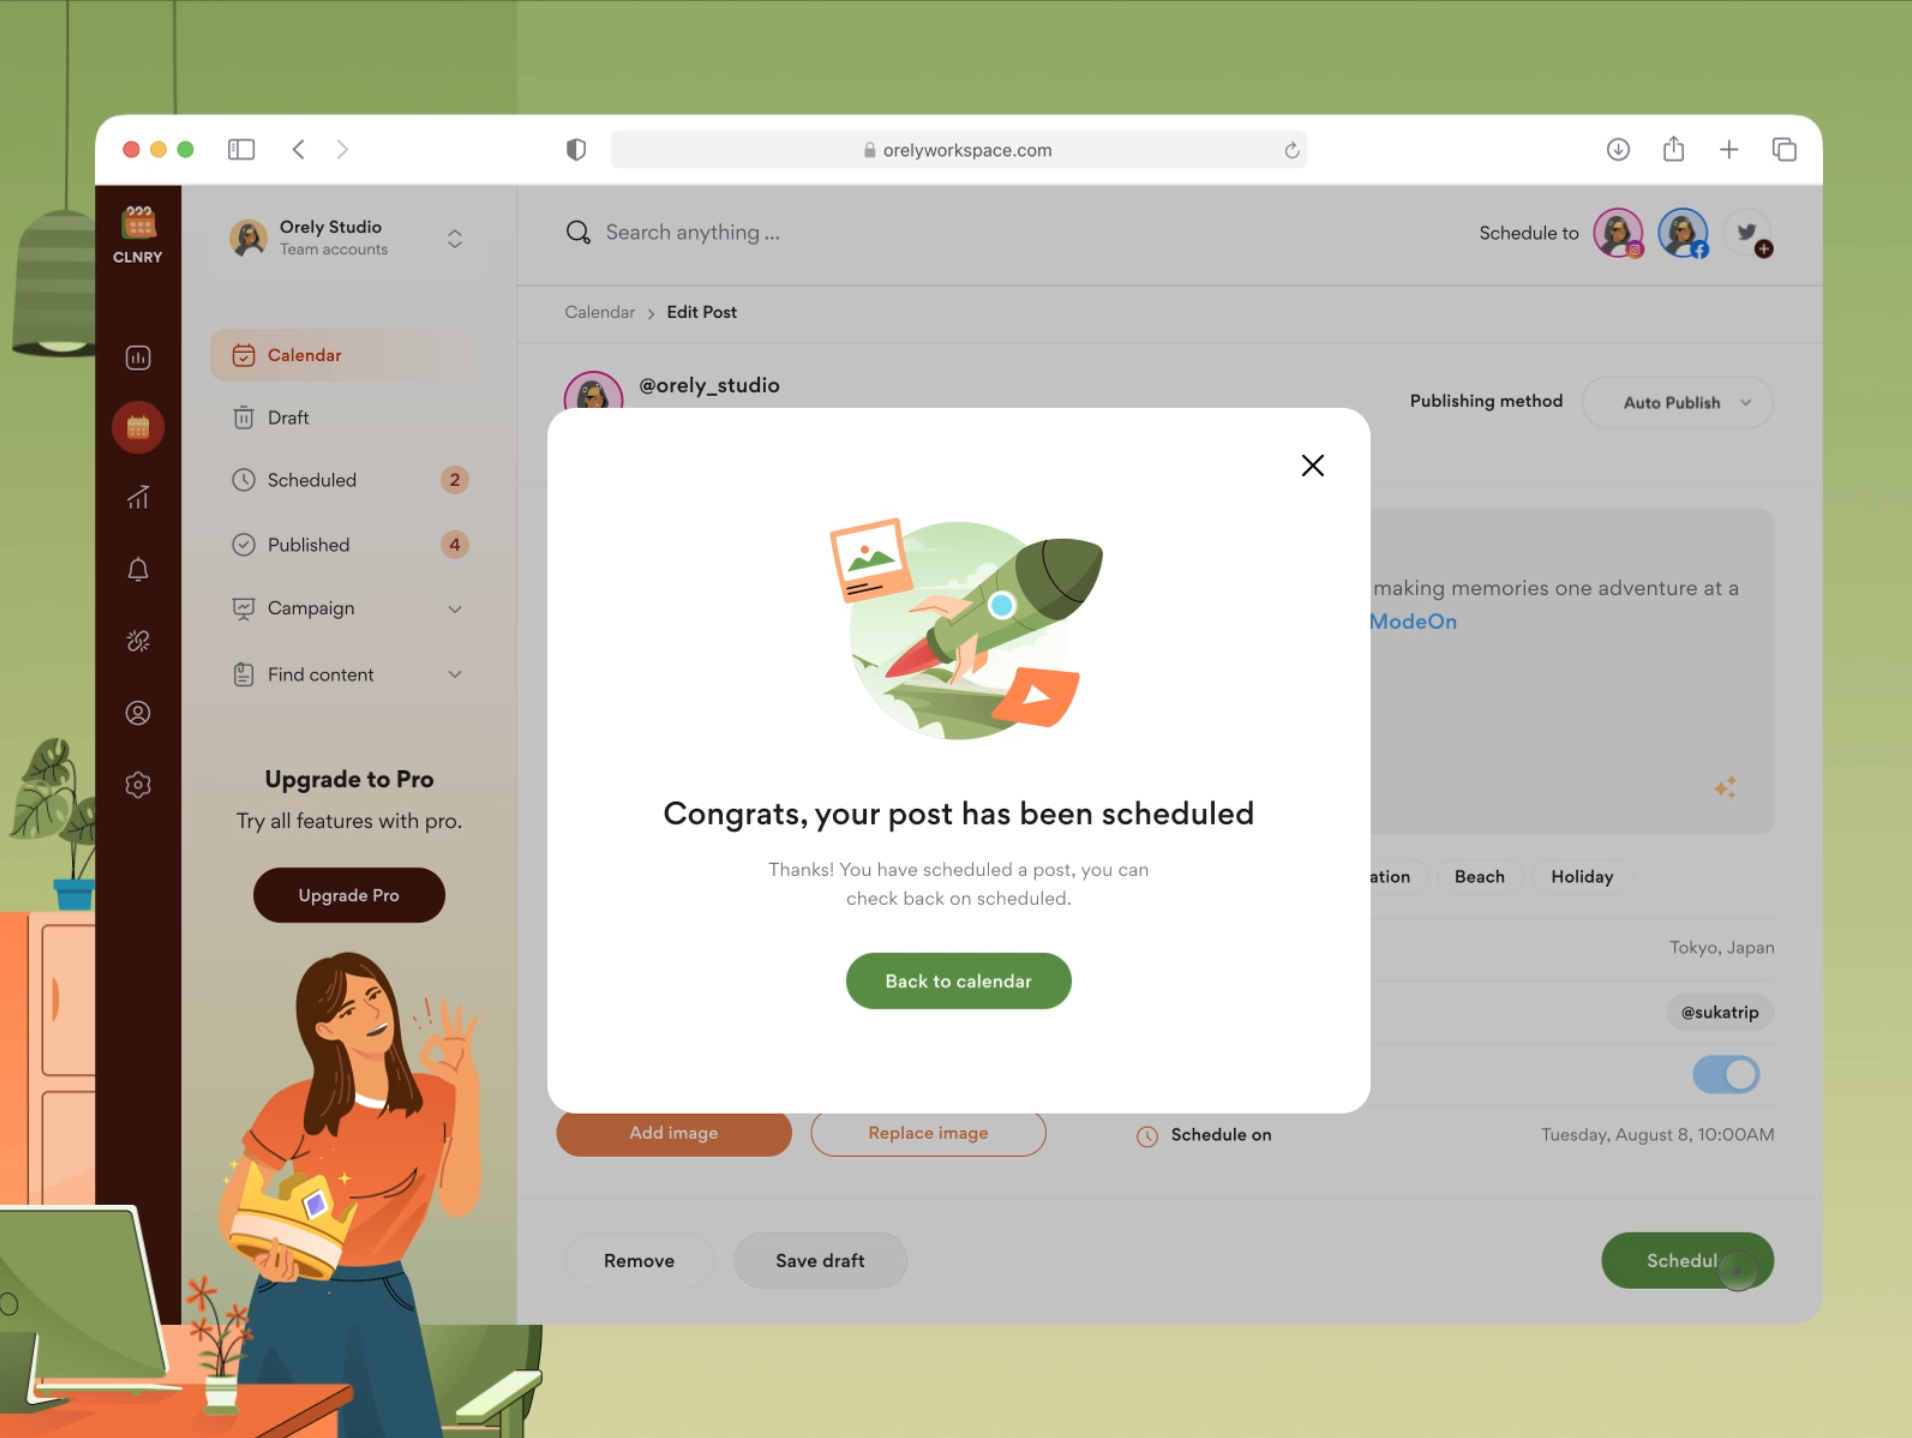 orelyworkspace.com
CLNRY
Orely Studio
Team accounts
Search anything ...
Schedule to
Calendar
Draft
Scheduled 2
Published 4
Campaign
Find content
Upgrade to Pro
Try all features with pro.
Upgrade Pro
Calendar > Edit Post
@orely_studio
Publishing method
Auto Publish
making memories one adventure at a
ModeOn
Congrats, your post has been scheduled
Thanks! You have scheduled a post, you can
check back on scheduled.
Back to calendar
ation
Beach
Holiday
Tokyo, Japan
@sukatrip
Add image
Replace image
Schedule on
Tuesday, August 8, 10:00AM
Remove
Save draft
Schedul